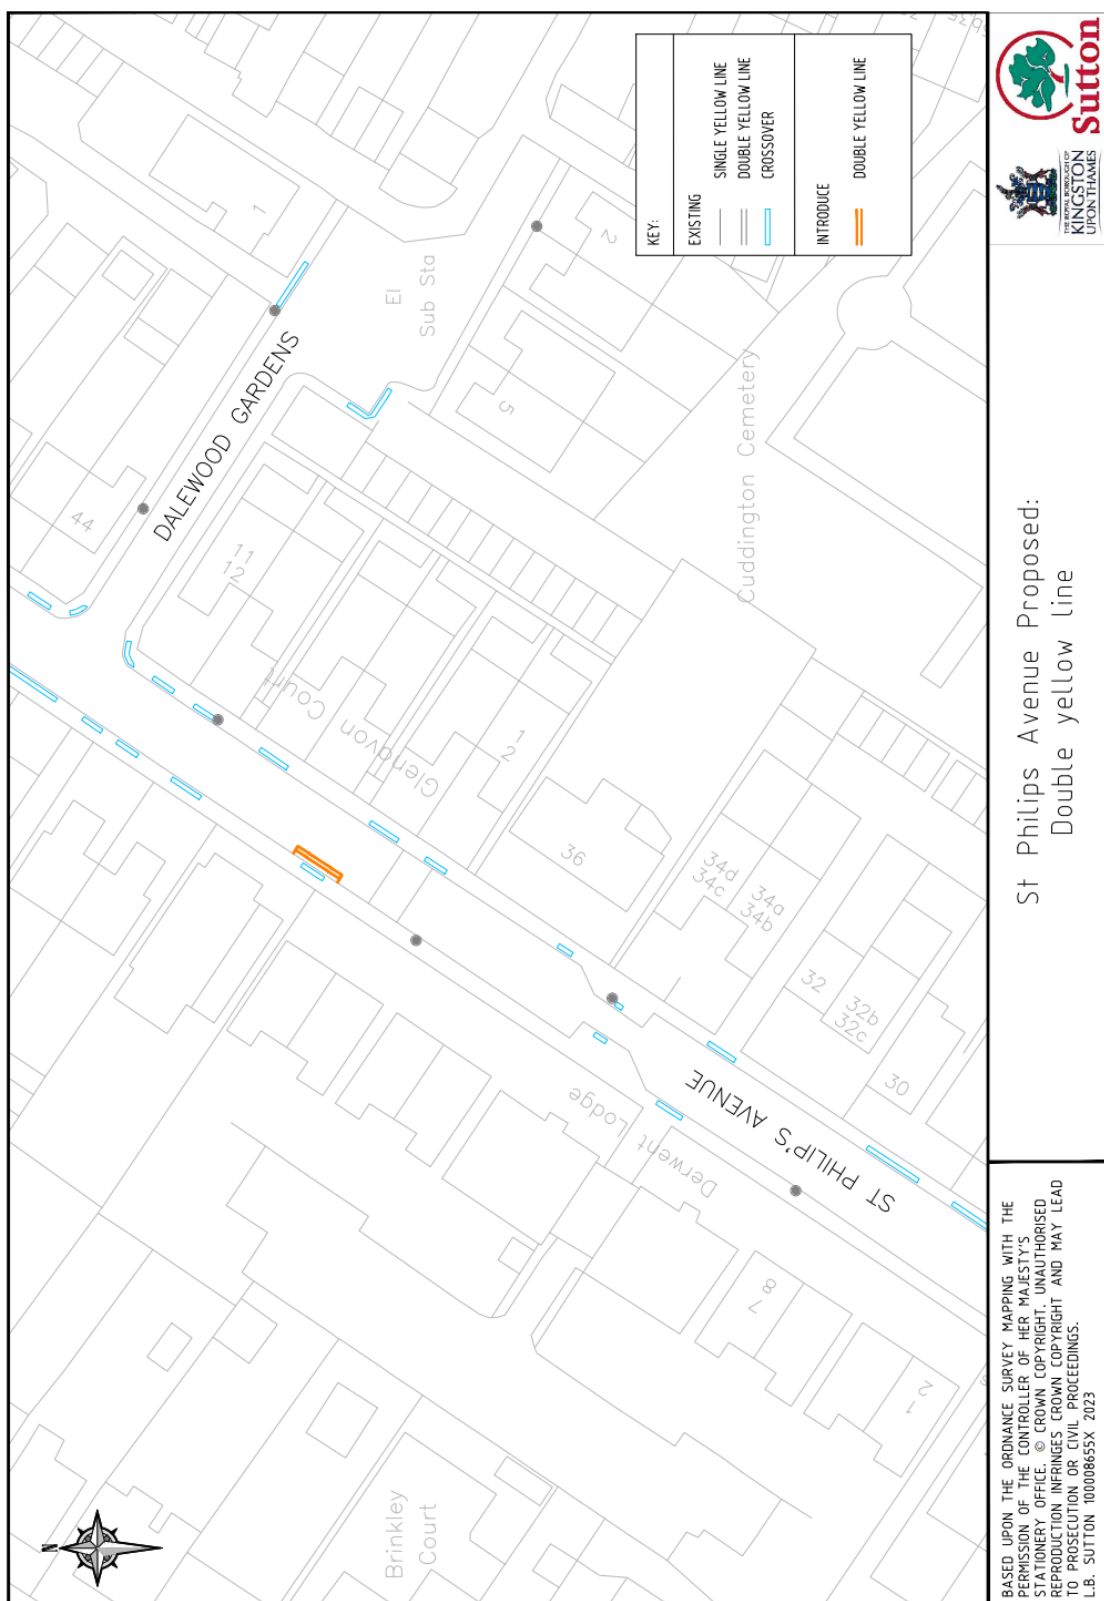 KEY:
EXISTING
SINGLE YELLOW LINE
DOUBLE YELLOW LINE
CROSSOVER
INTRODUCE
DOUBLE YELLOW LINE
N
DALEWOOD GARDENS
ST PHILIP'S AVENUE
El
Sub Sta
Cuddington Cemetery
Glenavon Court
Derwent Lodge
Brinkley
Court
1
2
5
44
11
12
1
2
36
34d
34c
34a
34b
32
32b
32c
30
8
7
2
1
St Philips Avenue Proposed:
Double yellow line
THE ROYAL BOROUGH OF
KINGSTON
UPON THAMES
Sutton
BASED UPON THE ORDNANCE SURVEY MAPPING WITH THE
PERMISSION OF THE CONTROLLER OF HER MAJESTY'S
STATIONERY OFFICE. © CROWN COPYRIGHT. UNAUTHORISED
REPRODUCTION INFRINGES CROWN COPYRIGHT AND MAY LEAD
TO PROSECUTION OR CIVIL PROCEEDINGS.
L.B. SUTTON 100008655X 2023